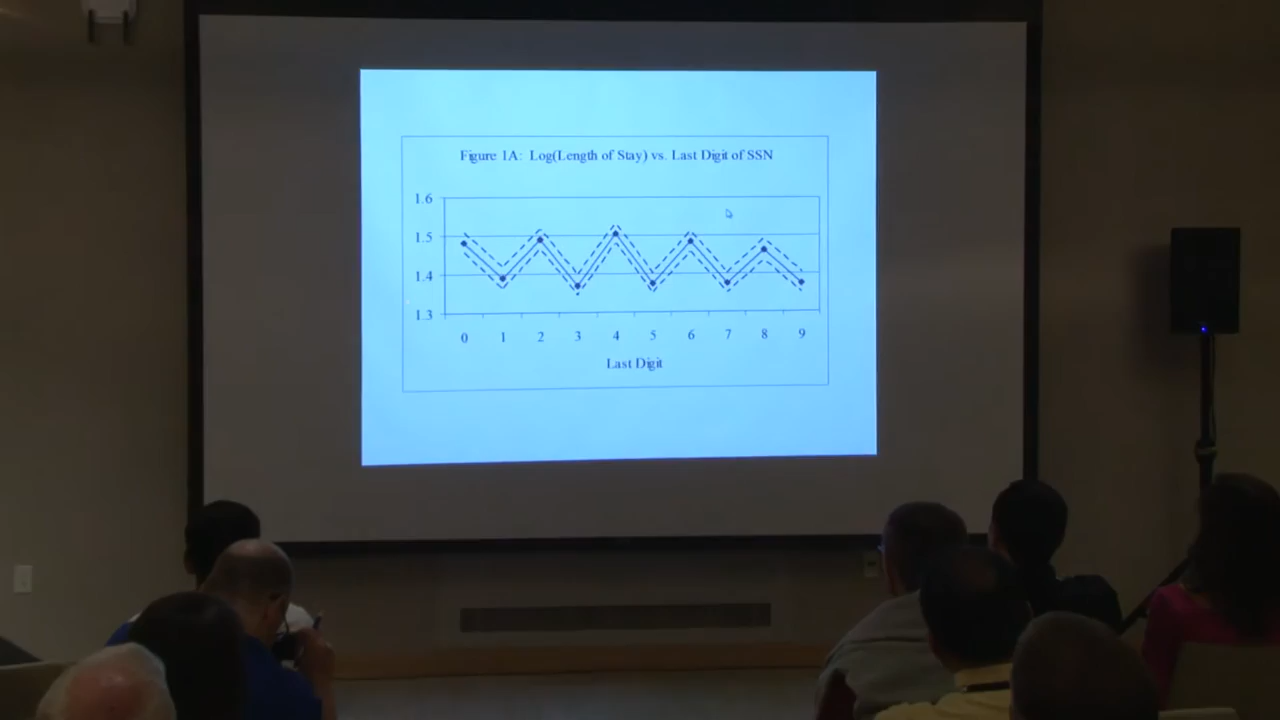 Figure 1A: Log(Length of Stay) vs. Last Digit of SSN
1.6
1.5
1.4
1.3
0 1 2 3 4 5 6 7 8 9
Last Digit